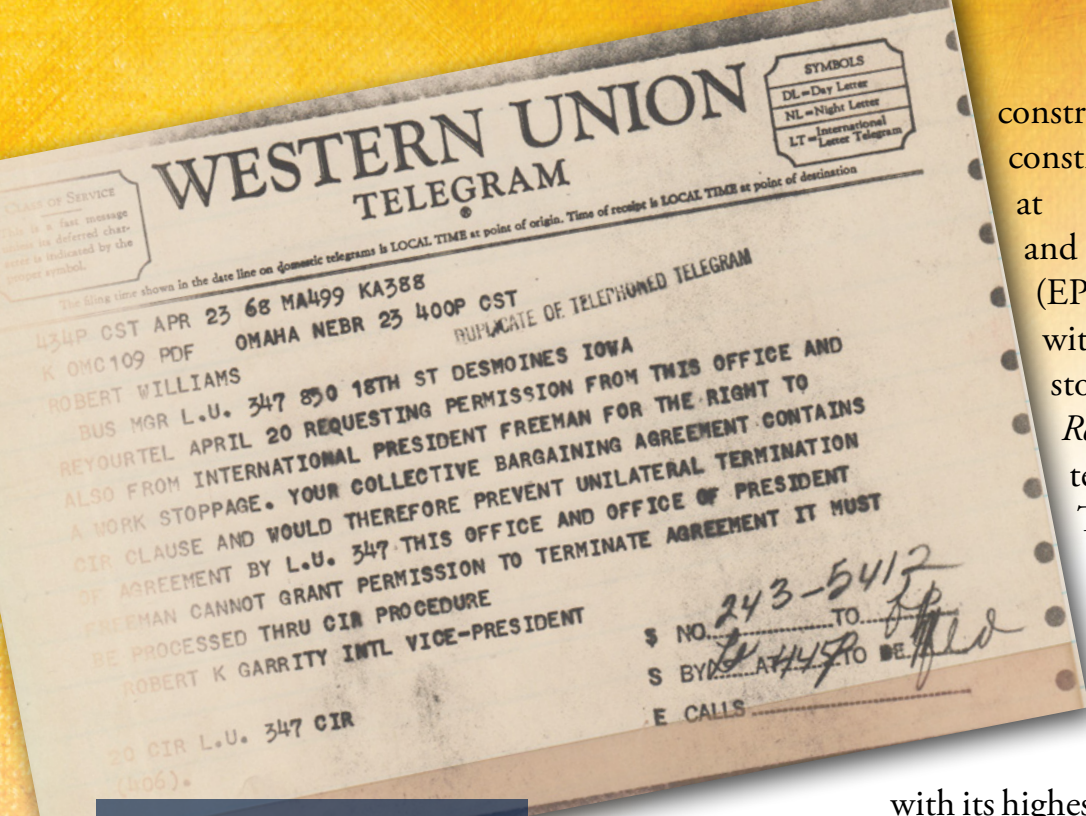 WESTERN UNION
TELEGRAM
®
CLASS OF SERVICE
This is a fast message
unless its deferred char-
acter is indicated by the
proper symbol.
SYMBOLS
DL=Day Letter
NL=Night Letter
LT=International Letter Telegram
The filing time shown in the date line on domestic telegrams is LOCAL TIME at point of origin. Time of receipt is LOCAL TIME at point of destination
434P CST APR 23 68 MA499 KA388
K OMC109 PDF OMAHA NEBR 23 400P CST
DUPLICATE OF TELEPHONED TELEGRAM
ROBERT WILLIAMS
BUS MGR L.U. 347 850 18TH ST DESMOINES IOWA
REYOURTEL APRIL 20 REQUESTING PERMISSION FROM THIS OFFICE AND
ALSO FROM INTERNATIONAL PRESIDENT FREEMAN FOR THE RIGHT TO
A WORK STOPPAGE. YOUR COLLECTIVE BARGAINING AGREEMENT CONTAINS
CIR CLAUSE AND WOULD THEREFORE PREVENT UNILATERAL TERMINATION
OF AGREEMENT BY L.U. 347 THIS OFFICE AND OFFICE OF PRESIDENT
FREEMAN CANNOT GRANT PERMISSION TO TERMINATE AGREEMENT IT MUST
BE PROCESSED THRU CIR PROCEDURE
ROBERT K GARRITY INTL VICE-PRESIDENT
20 CIR L.U. 347 CIR
(406).
$ NO. 243-5412 TO
S BY AT 447P TO BE
E CALLS
constr
const
at
and
(EP
wit
sto
Ra
te
T
with its highes